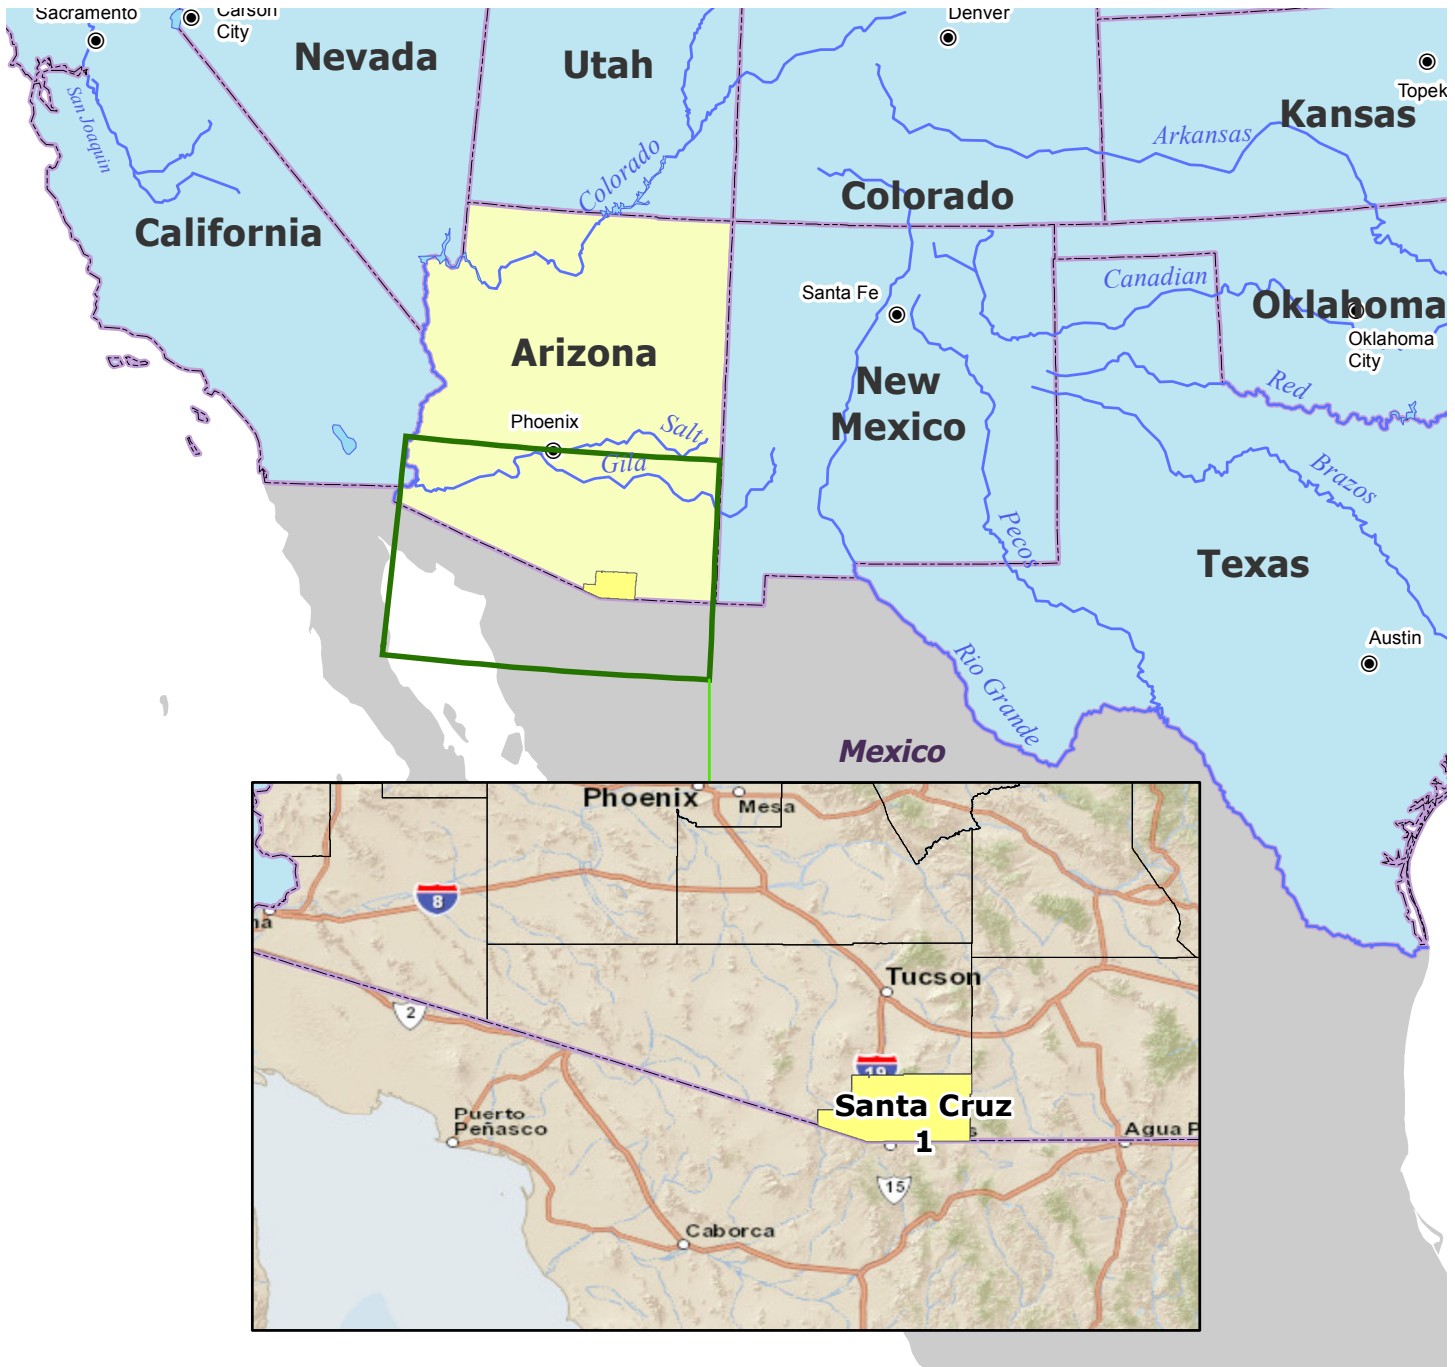 Sacramento
Carson
City
Nevada
Utah
Denver
Topek
Kansas
San Joaquin
Arkansas
Colorado
Colorado
California
Canadian
Santa Fe
Oklahoma
Oklahoma
City
Arizona
New
Mexico
Red
Phoenix
Salt
Gila
Brazos
Pecos
Texas
Austin
Rio Grande
Mexico
Phoenix
Mesa
8
na
Tucson
2
19
Santa Cruz
1
s
Puerto
Peñasco
Agua P
15
Caborca